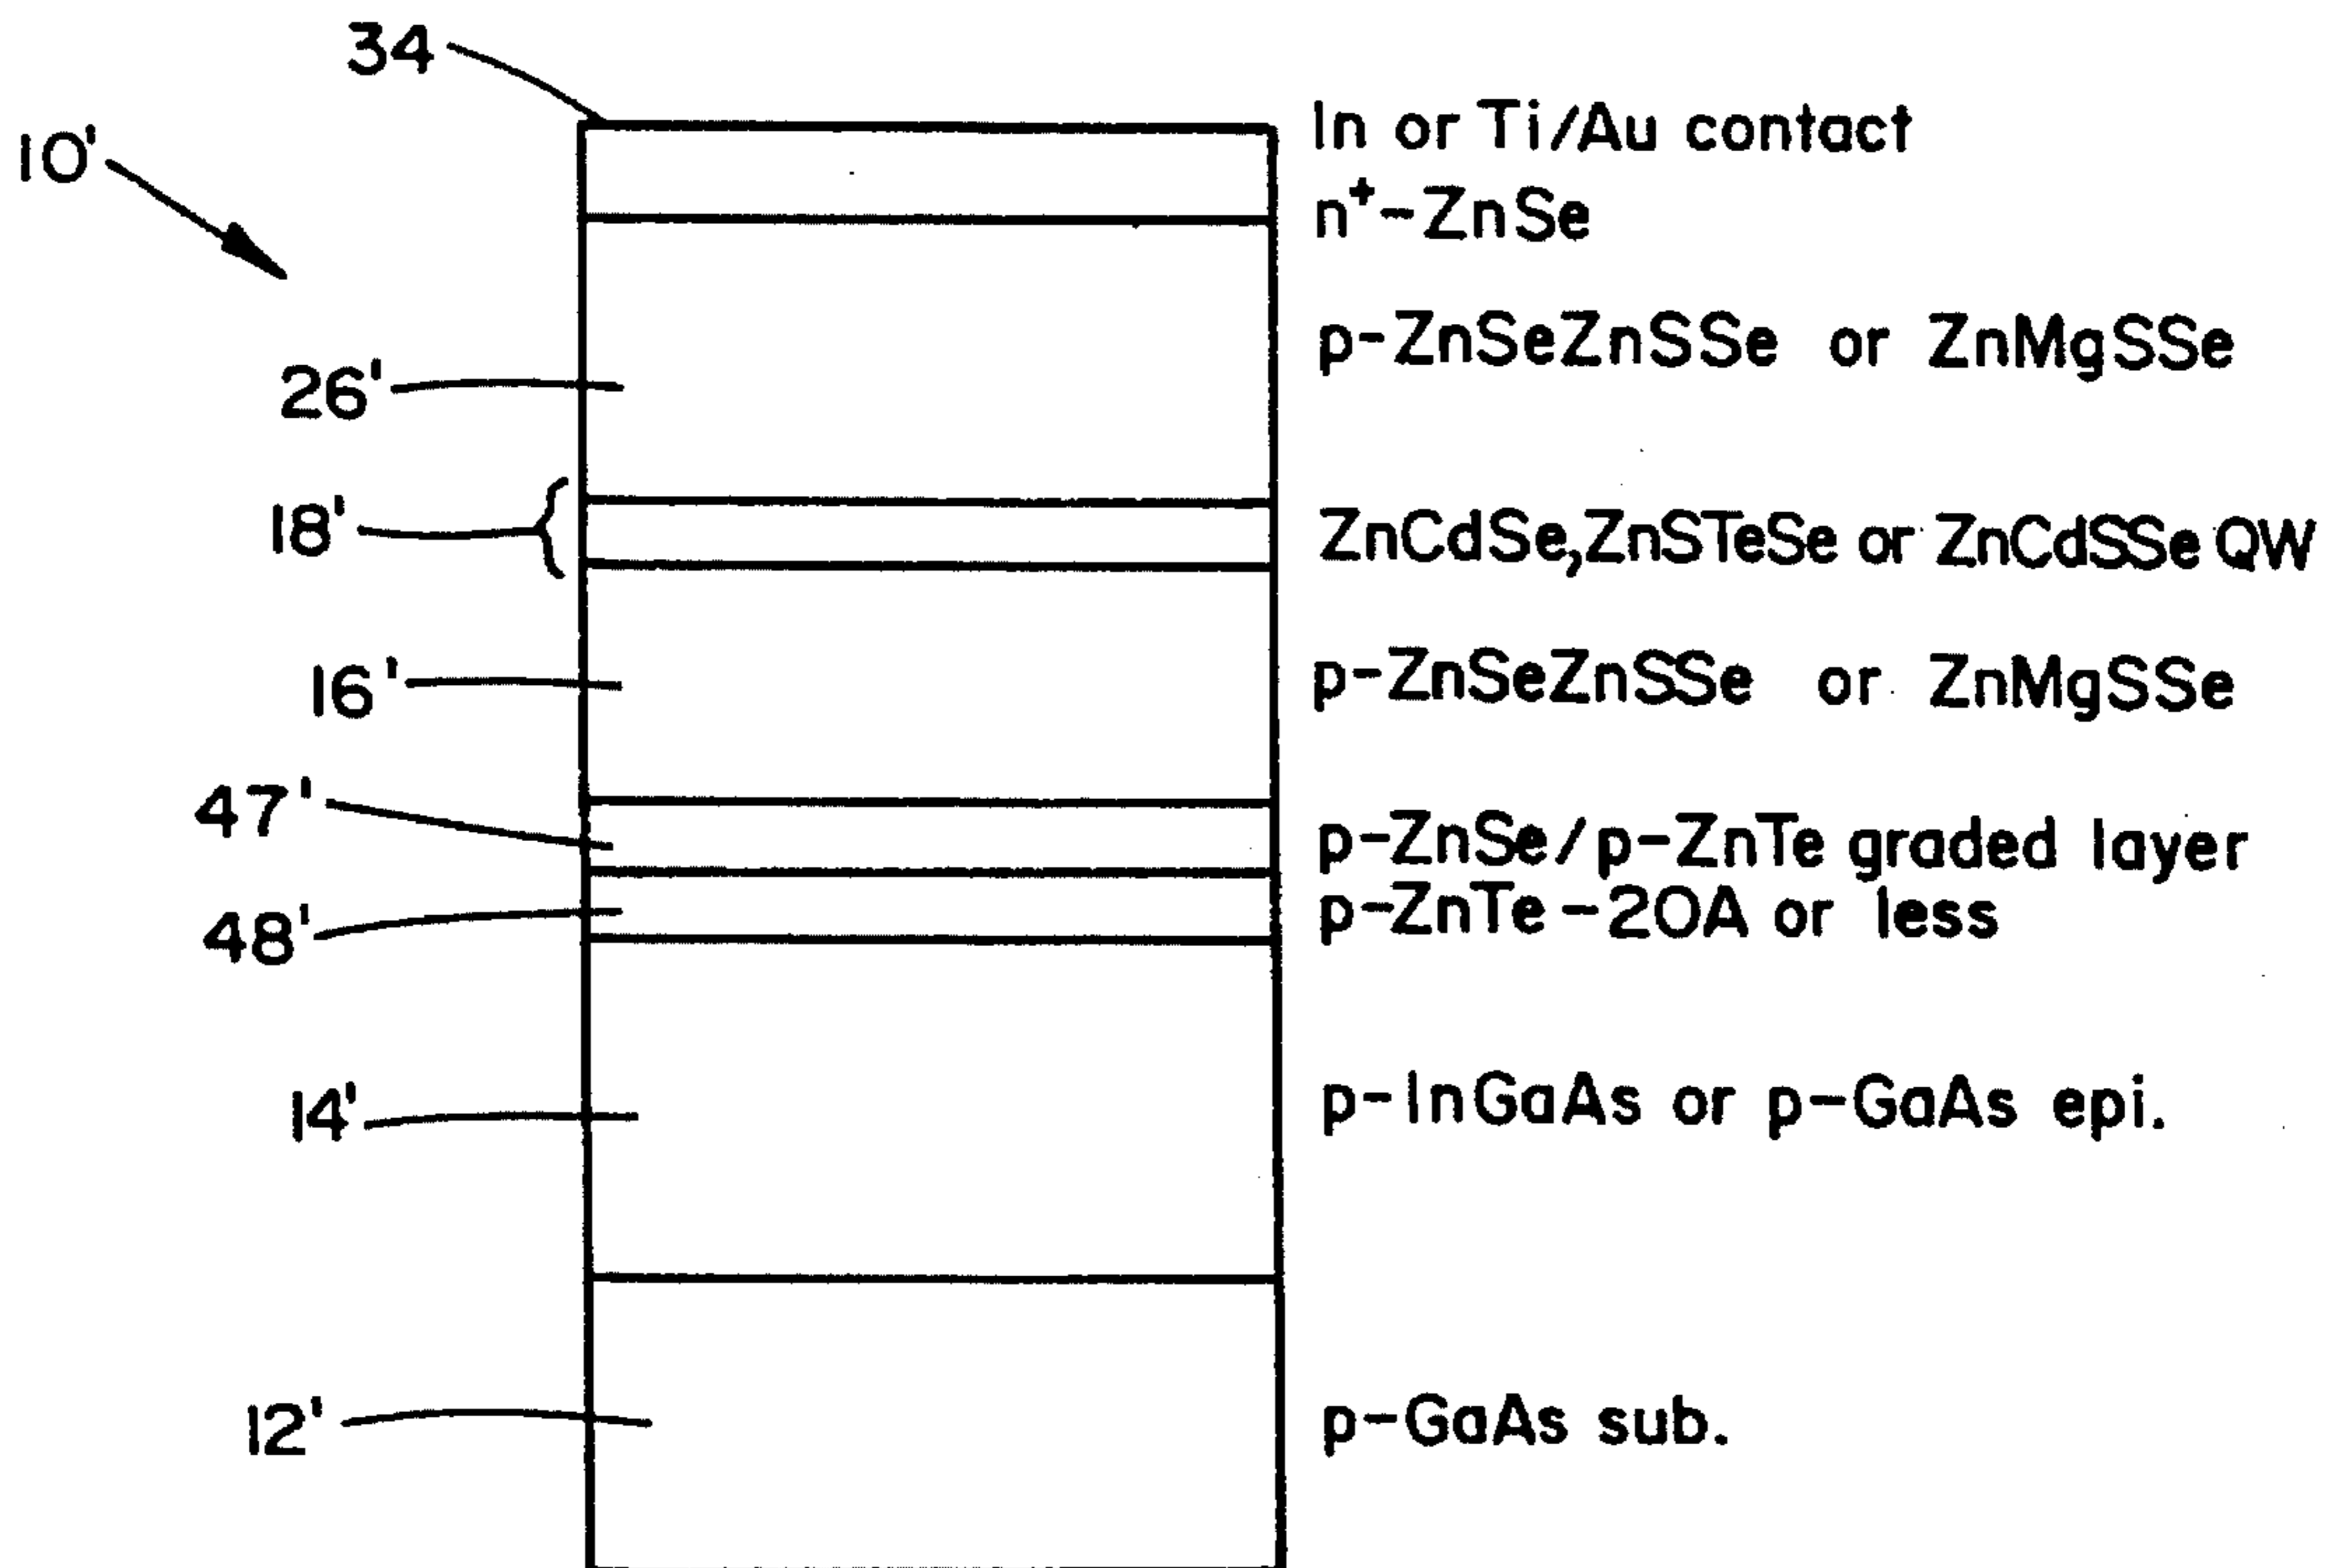 34
In or Ti/Au contact
10'
n⁺-ZnSe
p-ZnSeZnSSe or ZnMgSSe
26'
18'
ZnCdSe,ZnSTeSe or ZnCdSSe QW
16'
p-ZnSeZnSSe or ZnMgSSe
47'
p-ZnSe/p-ZnTe graded layer
48'
p-ZnTe-20A or less
14'
p-InGaAs or p-GaAs epi.
12'
p-GaAs sub.